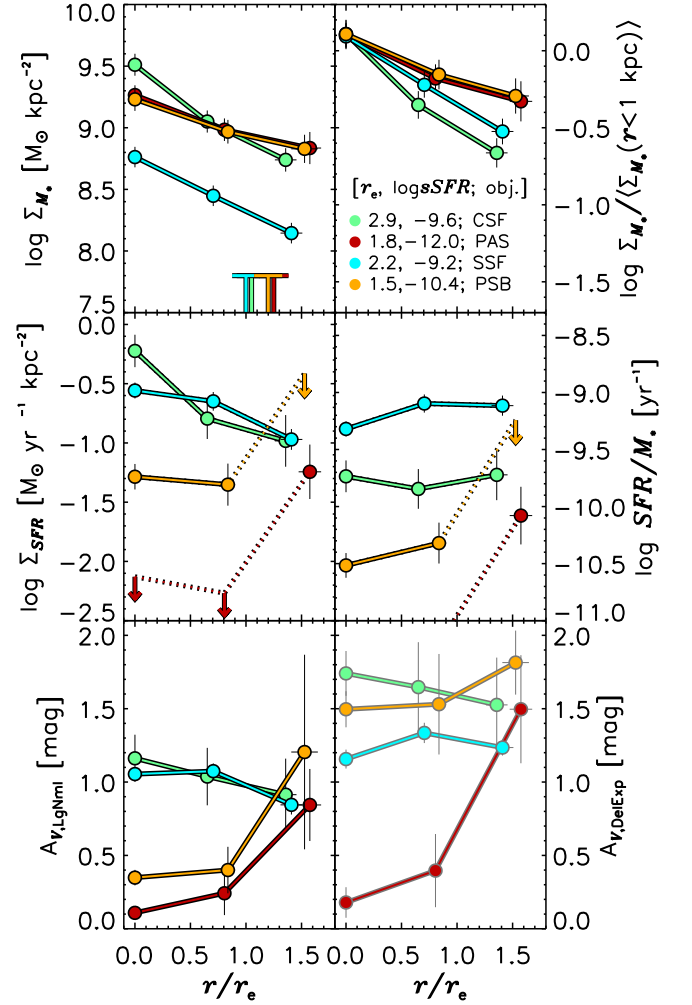 10.0
9.5
9.0
8.5
8.0
7.5
log Σ_M* [M⊙ kpc⁻²]
0.0
−0.5
−1.0
−1.5
log Σ_M*/⟨Σ_M*(r<1 kpc)⟩
[rₑ, logsSFR; obj.]
2.9, −9.6; CSF
1.8,−12.0; PAS
2.2, −9.2; SSF
1.5,−10.4; PSB
0.0
−0.5
−1.0
−1.5
−2.0
−2.5
log Σ_SFR [M⊙ yr ⁻¹ kpc⁻²]
−8.5
−9.0
−9.5
−10.0
−10.5
−11.0
log SFR/M* [yr⁻¹]
2.0
1.5
1.0
0.5
0.0
A_V,LgNml [mag]
2.0
1.5
1.0
0.5
0.0
A_V,DelExp [mag]
0.0 0.5 1.0 1.5
0.0 0.5 1.0 1.5
r/rₑ
r/rₑ